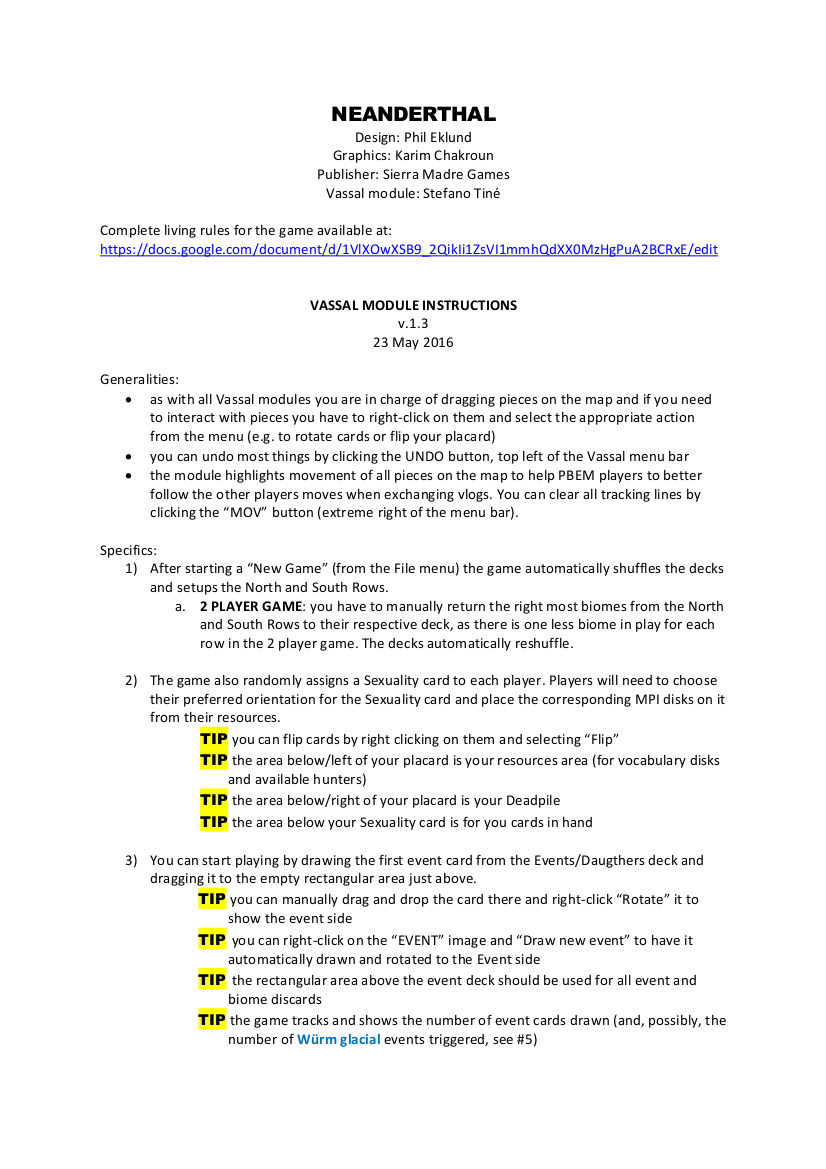 NEANDERTHAL
Design: Phil Eklund
Graphics: Karim Chakroun
Publisher: Sierra Madre Games
Vassal module: Stefano Tiné
Complete living rules for the game available at:
https://docs.google.com/document/d/1VlXOwXSB9_2QikIi1ZsVI1mmhQdXX0MzHgPuA2BCRxE/edit
VASSAL MODULE INSTRUCTIONS
v.1.3
23 May 2016
Generalities:
• as with all Vassal modules you are in charge of dragging pieces on the map and if you need
to interact with pieces you have to right-click on them and select the appropriate action
from the menu (e.g. to rotate cards or flip your placard)
• you can undo most things by clicking the UNDO button, top left of the Vassal menu bar
• the module highlights movement of all pieces on the map to help PBEM players to better
follow the other players moves when exchanging vlogs. You can clear all tracking lines by
clicking the “MOV” button (extreme right of the menu bar).
Specifics:
1) After starting a “New Game” (from the File menu) the game automatically shuffles the decks
and setups the North and South Rows.
a. 2 PLAYER GAME: you have to manually return the right most biomes from the North
and South Rows to their respective deck, as there is one less biome in play for each
row in the 2 player game. The decks automatically reshuffle.
2) The game also randomly assigns a Sexuality card to each player. Players will need to choose
their preferred orientation for the Sexuality card and place the corresponding MPI disks on it
from their resources.
TIP you can flip cards by right clicking on them and selecting “Flip”
TIP the area below/left of your placard is your resources area (for vocabulary disks
and available hunters)
TIP the area below/right of your placard is your Deadpile
TIP the area below your Sexuality card is for you cards in hand
3) You can start playing by drawing the first event card from the Events/Daugthers deck and
dragging it to the empty rectangular area just above.
TIP you can manually drag and drop the card there and right-click “Rotate” it to
show the event side
TIP you can right-click on the “EVENT” image and “Draw new event” to have it
automatically drawn and rotated to the Event side
TIP the rectangular area above the event deck should be used for all event and
biome discards
TIP the game tracks and shows the number of event cards drawn (and, possibly, the
number of Würm glacial events triggered, see #5)